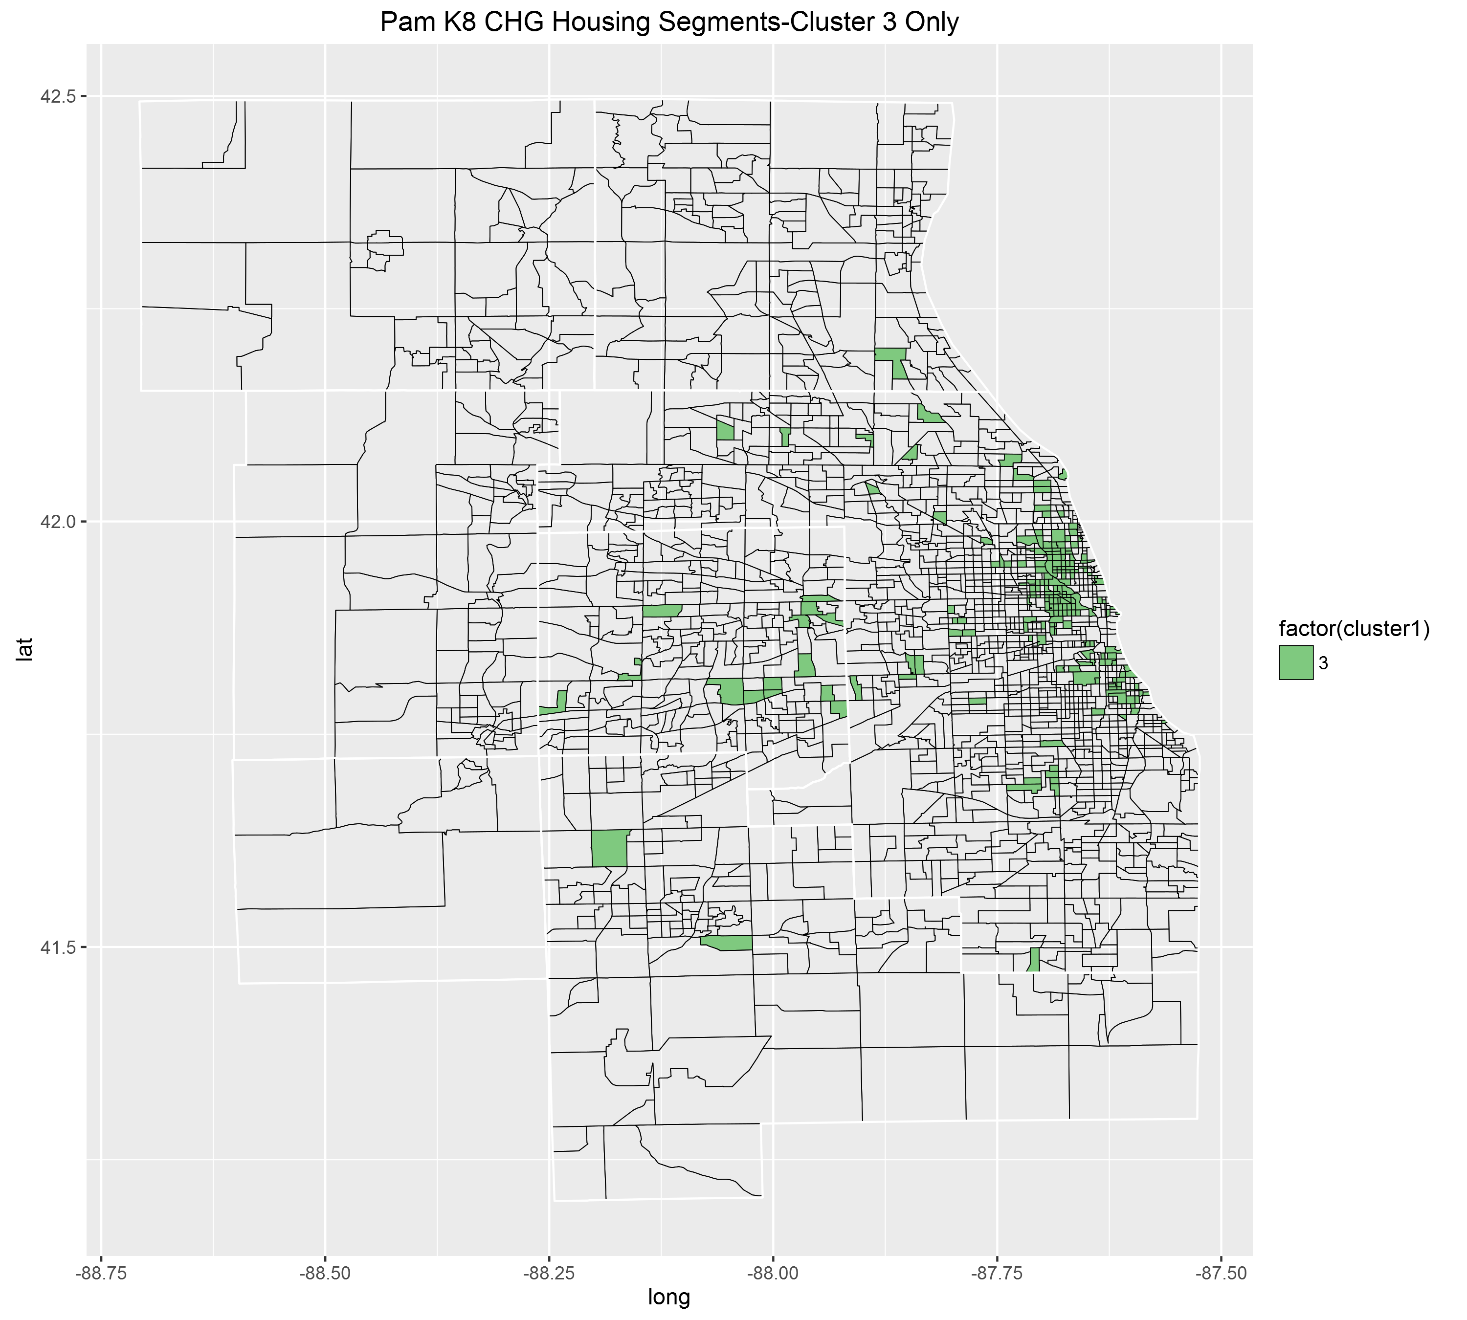 Pam K8 CHG Housing Segments-Cluster 3 Only
42.5
42.0
41.5
lat
-88.75
-88.50
-88.25
-88.00
-87.75
-87.50
long
factor(cluster1)
3